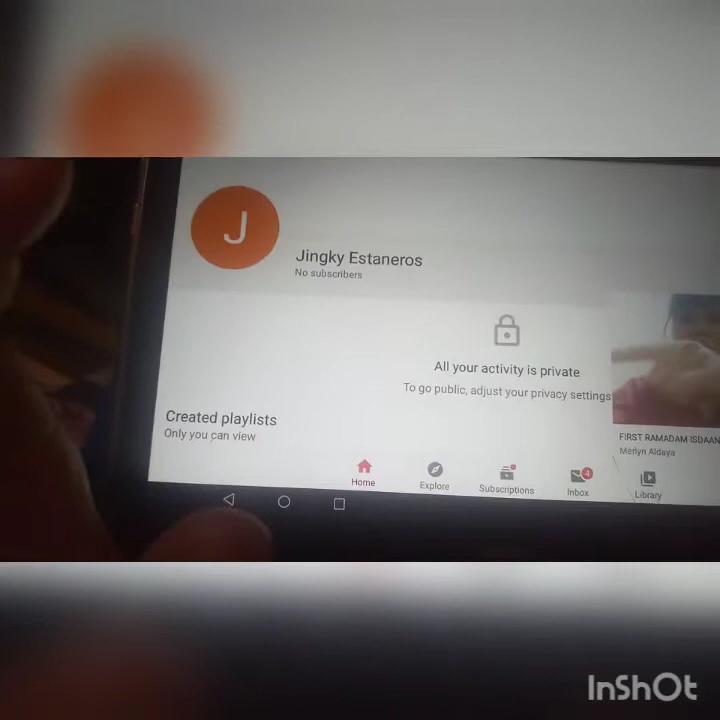 J
Jingky Estaneros
No subscribers
All your activity is private
To go public, adjust your privacy settings
Created playlists
Only you can view
FIRST RAMADAM ISDAAN
Merlyn Aldaya
Home
Explore
Subscriptions
4
Inbox
Library
InShOt